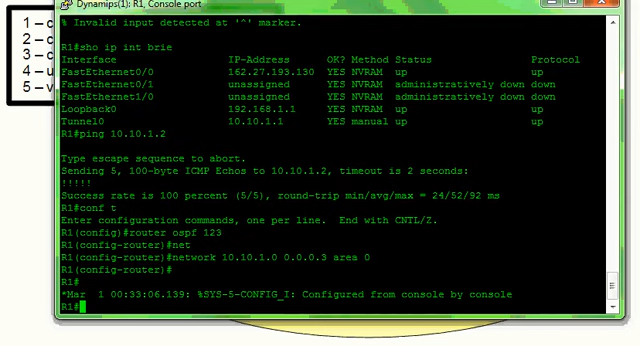 Dynamips: R1, Console port
1 – c
2 – c
3 – c
4 – u
5 – v
% Invalid input detected at '^' marker.
R1#sho ip int brie
Interface IP-Address OK? Method Status Protocol
FastEthernet0/0 162.27.193.130 YES NVRAM up up
FastEthernet0/1 unassigned YES NVRAM administratively down down
FastEthernet1/0 unassigned YES NVRAM administratively down down
Loopback0 192.168.1.1 YES NVRAM up up
Tunnel0 10.10.1.1 YES manual up up
R1#ping 10.10.1.2
Type escape sequence to abort.
Sending 5, 100-byte ICMP Echos to 10.10.1.2, timeout is 2 seconds:
!!!!!
Success rate is 100 percent (5/5), round-trip min/avg/max = 24/52/92 ms
R1#conf t
Enter configuration commands, one per line. End with CNTL/Z.
R1(config)#router ospf 123
R1(config-router)#net
R1(config-router)#network 10.10.1.0 0.0.0.3 area 0
R1(config-router)#
R1#
*Mar 1 00:33:06.139: %SYS-5-CONFIG_I: Configured from console by console
R1#